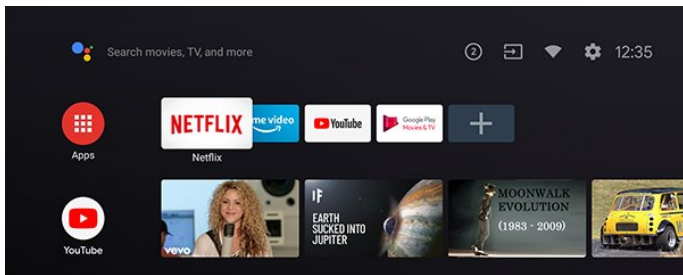 Search movies, TV, and more
2
12:35
Apps
NETFLIX
me video
YouTube
Google Play
Movies & TV
Netflix
YouTube
vevo
IF
EARTH
SUCKED INTO
JUPITER
MOONWALK
EVOLUTION
(1983 - 2009)